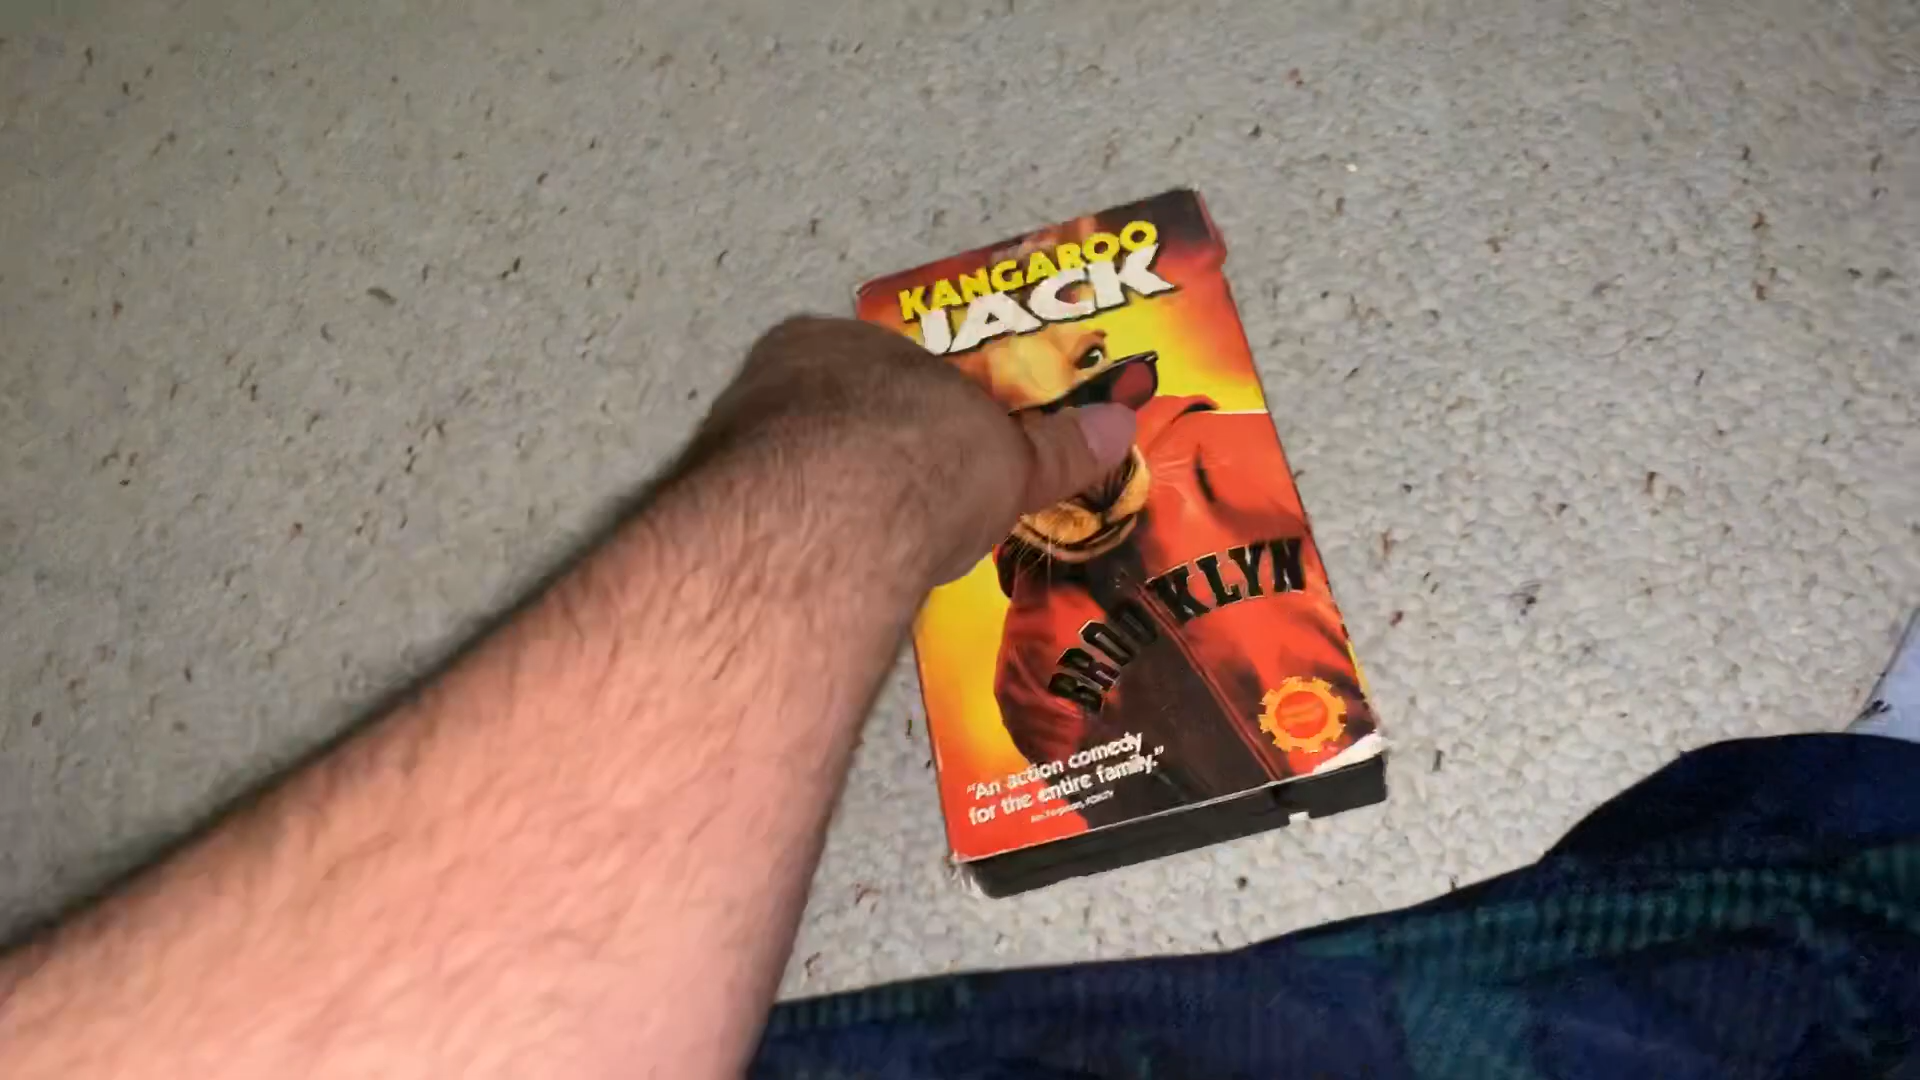 KANGAROO
JACK
BROOKLYN
"An action comedy
for the entire family."